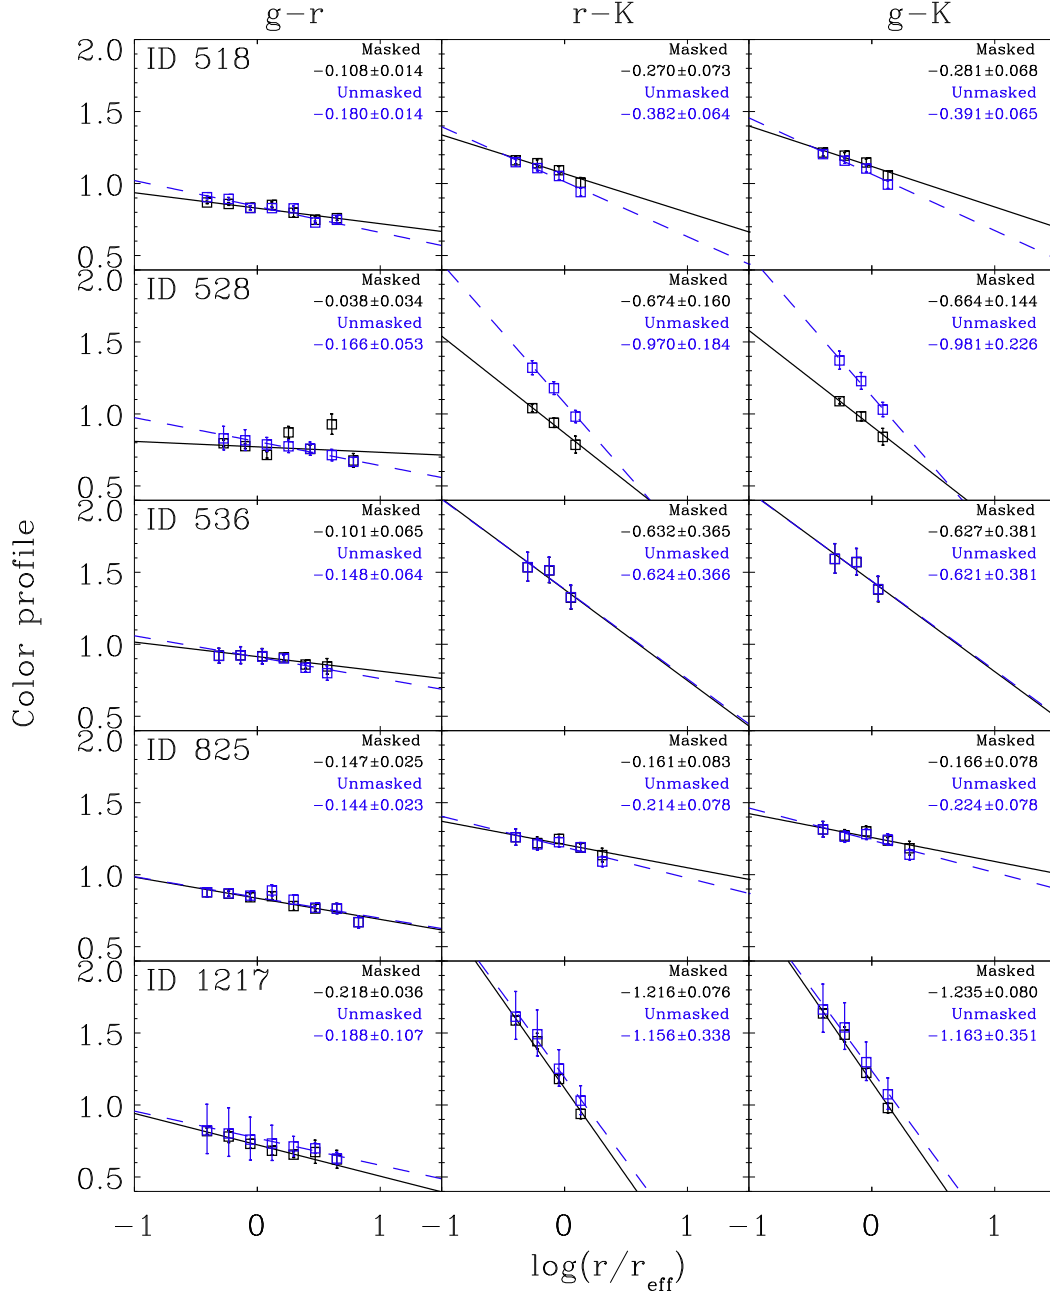 g−r r−K g−K
2.0 ID 518 Masked Masked Masked
−0.108±0.014 −0.270±0.073 −0.281±0.068
Unmasked Unmasked Unmasked
−0.180±0.014 −0.382±0.064 −0.391±0.065
1.5
1.0
0.5
2.0 ID 528 Masked Masked Masked
−0.038±0.034 −0.674±0.160 −0.664±0.144
Unmasked Unmasked Unmasked
−0.166±0.053 −0.970±0.184 −0.981±0.226
1.5
1.0
0.5
2.0 ID 536 Masked Masked Masked
−0.101±0.065 −0.632±0.365 −0.627±0.381
Unmasked Unmasked Unmasked
−0.148±0.064 −0.624±0.366 −0.621±0.381
1.5
1.0
0.5
2.0 ID 825 Masked Masked Masked
−0.147±0.025 −0.161±0.083 −0.166±0.078
Unmasked Unmasked Unmasked
−0.144±0.023 −0.214±0.078 −0.224±0.078
1.5
1.0
0.5
2.0 ID 1217 Masked Masked Masked
−0.218±0.036 −1.216±0.076 −1.235±0.080
Unmasked Unmasked Unmasked
−0.188±0.107 −1.156±0.338 −1.163±0.351
1.5
1.0
0.5
−1 0 1 −1 0 1 −1 0 1
log(r/r_eff)
Color profile